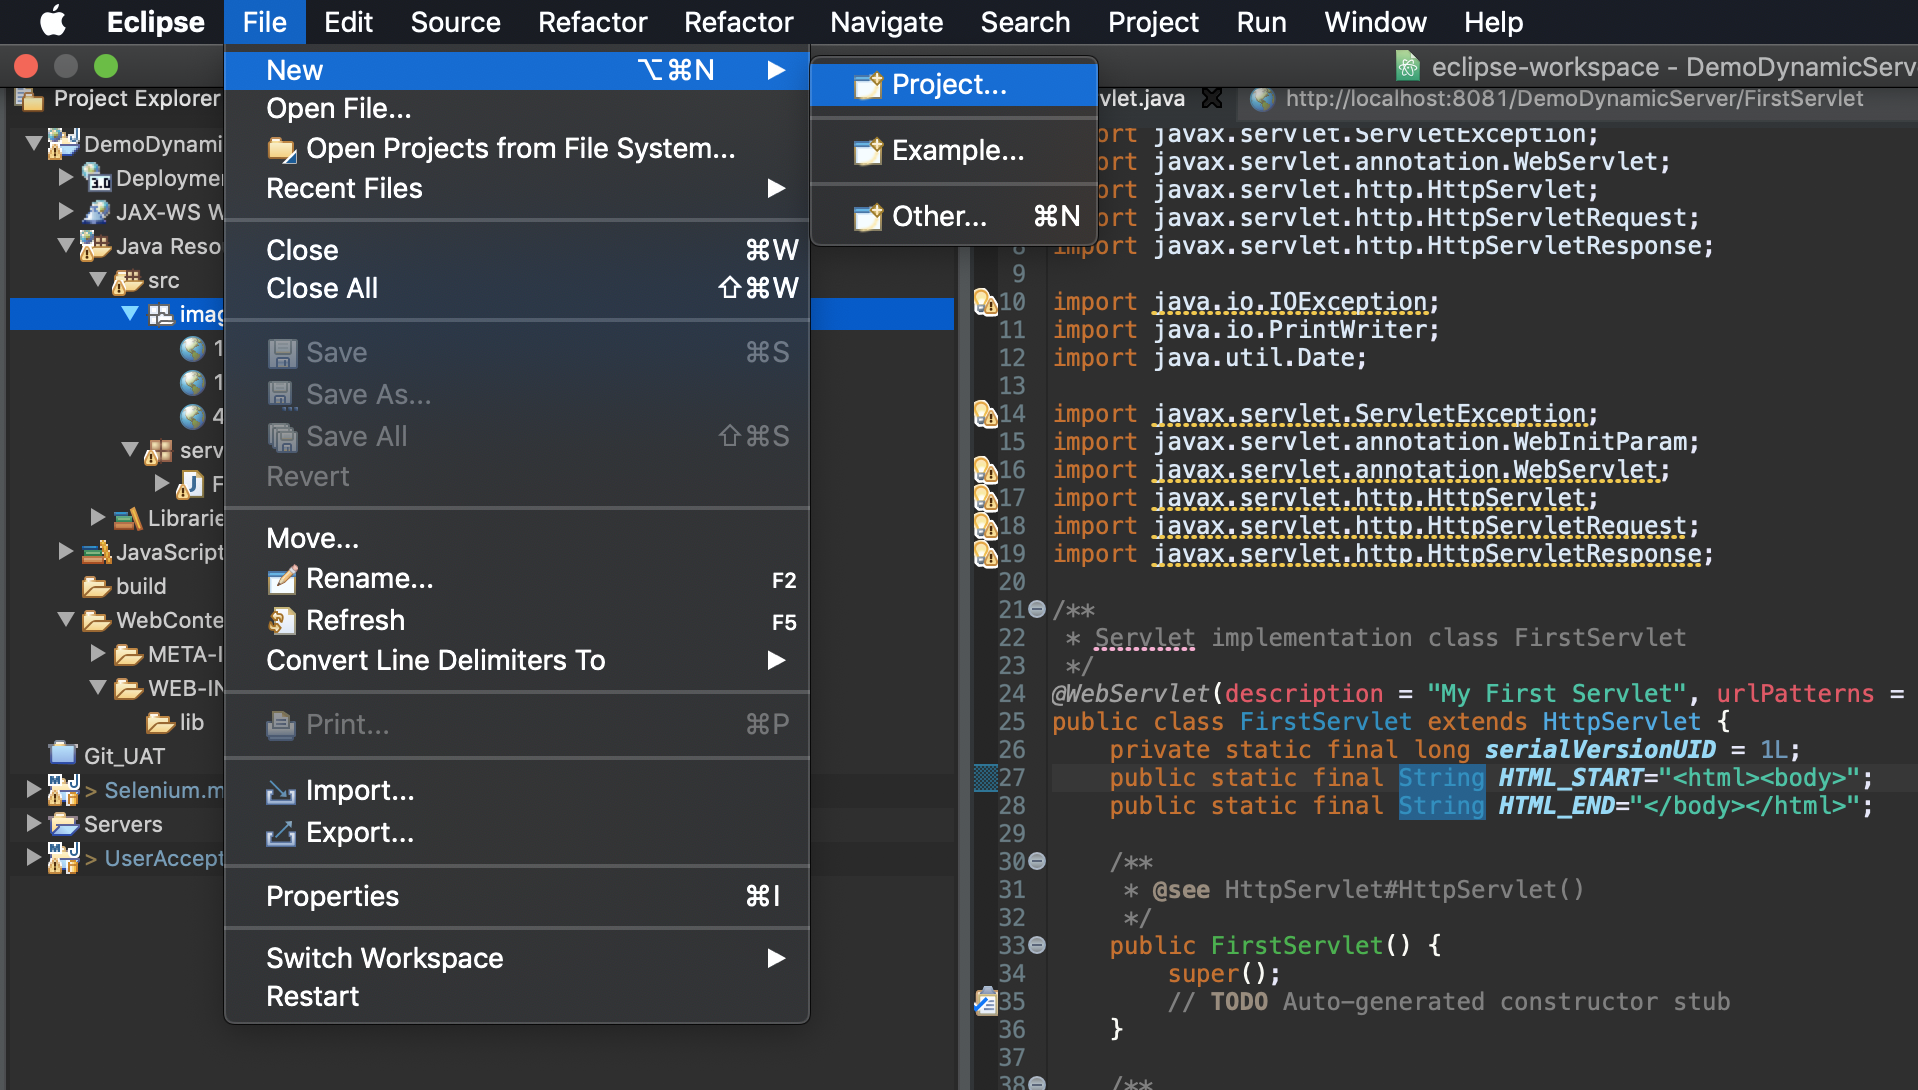 Eclipse File Edit Source Refactor Refactor Navigate Search Project Run Window Help
eclipse-workspace - DemoDynamicServ
Project Explorer
DemoDynami
3.0 Deployme
JAX-WS W
Java Reso
src
imag
1
1
4
serv
F
Librarie
JavaScript
build
WebConte
META-I
WEB-IN
lib
Git_UAT
> Selenium.m
Servers
> UserAccept
New ⌥⌘N
Open File...
Open Projects from File System...
Recent Files
Close ⌘W
Close All ⇧⌘W
Save ⌘S
Save As...
Save All ⇧⌘S
Revert
Move...
Rename... F2
Refresh F5
Convert Line Delimiters To
Print... ⌘P
Import...
Export...
Properties ⌘I
Switch Workspace
Restart
Project...
Example...
Other... ⌘N
vlet.java
http://localhost:8081/DemoDynamicServer/FirstServlet
ort javax.servlet.ServletException;
ort javax.servlet.annotation.WebServlet;
ort javax.servlet.http.HttpServlet;
ort javax.servlet.http.HttpServletRequest;
8 import javax.servlet.http.HttpServletResponse;
9
10 import java.io.IOException;
11 import java.io.PrintWriter;
12 import java.util.Date;
13
14 import javax.servlet.ServletException;
15 import javax.servlet.annotation.WebInitParam;
16 import javax.servlet.annotation.WebServlet;
17 import javax.servlet.http.HttpServlet;
18 import javax.servlet.http.HttpServletRequest;
19 import javax.servlet.http.HttpServletResponse;
20
21 /**
22 * Servlet implementation class FirstServlet
23 */
24 @WebServlet(description = "My First Servlet", urlPatterns =
25 public class FirstServlet extends HttpServlet {
26 private static final long serialVersionUID = 1L;
27 public static final String HTML_START="<html><body>";
28 public static final String HTML_END="</body></html>";
29
30 /**
31 * @see HttpServlet#HttpServlet()
32 */
33 public FirstServlet() {
34 super();
35 // TODO Auto-generated constructor stub
36 }
37
38 /**